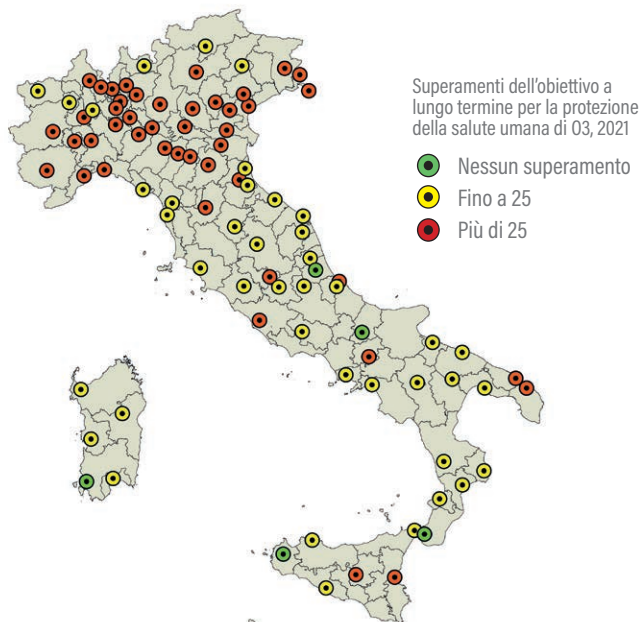 Superamenti dell'obiettivo a
lungo termine per la protezione
della salute umana di O3, 2021
Nessun superamento
Fino a 25
Più di 25